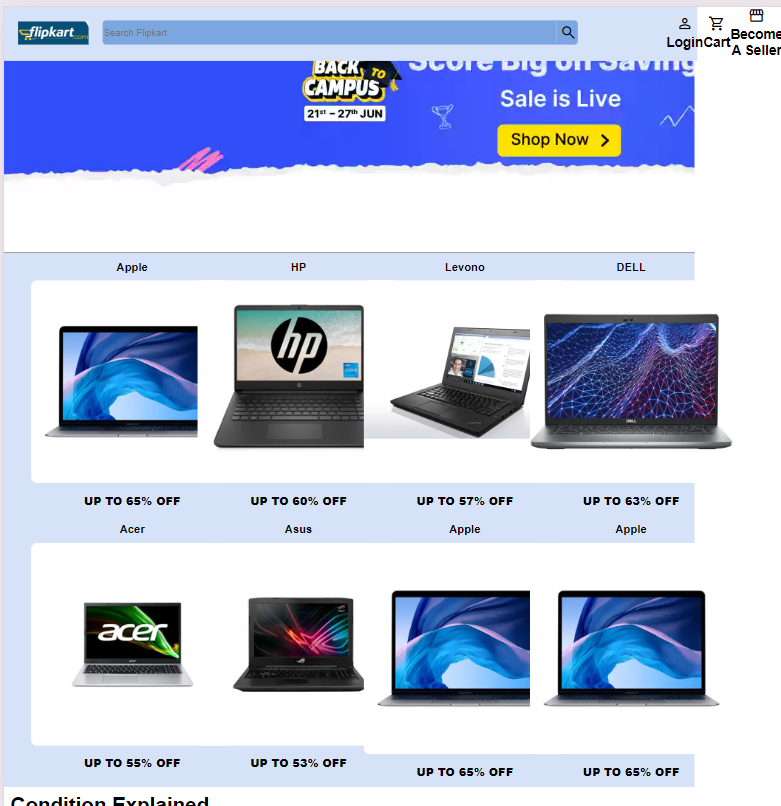 flipkart.com
Search Flipkart
Login
Cart
Become
A Seller
BACK
TO
CAMPUS
21st – 27th JUN
Score Big on Saving
Sale is Live
Shop Now
Apple
HP
Levono
DELL
hp
UP TO 65% OFF
UP TO 60% OFF
UP TO 57% OFF
UP TO 63% OFF
Acer
Asus
Apple
Apple
acer
UP TO 55% OFF
UP TO 53% OFF
UP TO 65% OFF
UP TO 65% OFF
Condition Explained